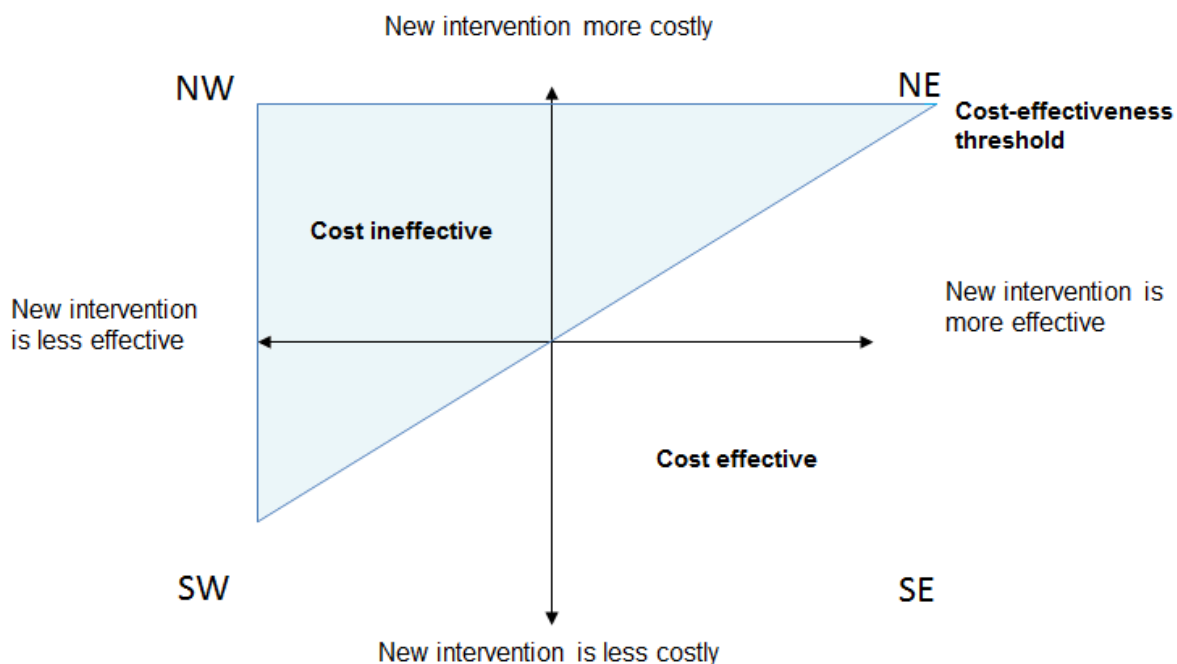 New intervention more costly
NW
NE
Cost-effectiveness
threshold
Cost ineffective
New intervention
is less effective
New intervention is
more effective
Cost effective
SW
SE
New intervention is less costly